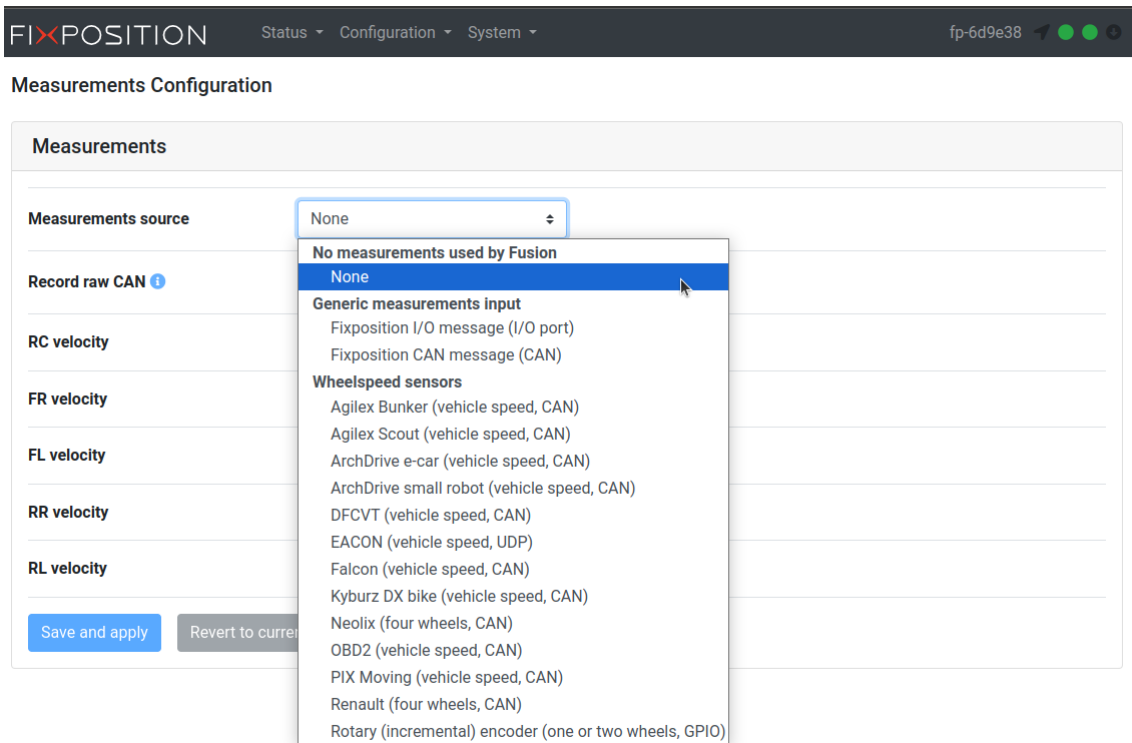 FIXPOSITION Status Configuration System fp-6d9e38
Measurements Configuration
Measurements
Measurements source None
No measurements used by Fusion
None
Record raw CAN
Generic measurements input
Fixposition I/O message (I/O port)
RC velocity
Fixposition CAN message (CAN)
Wheelspeed sensors
FR velocity
Agilex Bunker (vehicle speed, CAN)
Agilex Scout (vehicle speed, CAN)
FL velocity
ArchDrive e-car (vehicle speed, CAN)
ArchDrive small robot (vehicle speed, CAN)
RR velocity
DFCVT (vehicle speed, CAN)
EACON (vehicle speed, UDP)
RL velocity
Falcon (vehicle speed, CAN)
Kyburz DX bike (vehicle speed, CAN)
Neolix (four wheels, CAN)
Save and apply Revert to curre
OBD2 (vehicle speed, CAN)
PIX Moving (vehicle speed, CAN)
Renault (four wheels, CAN)
Rotary (incremental) encoder (one or two wheels, GPIO)